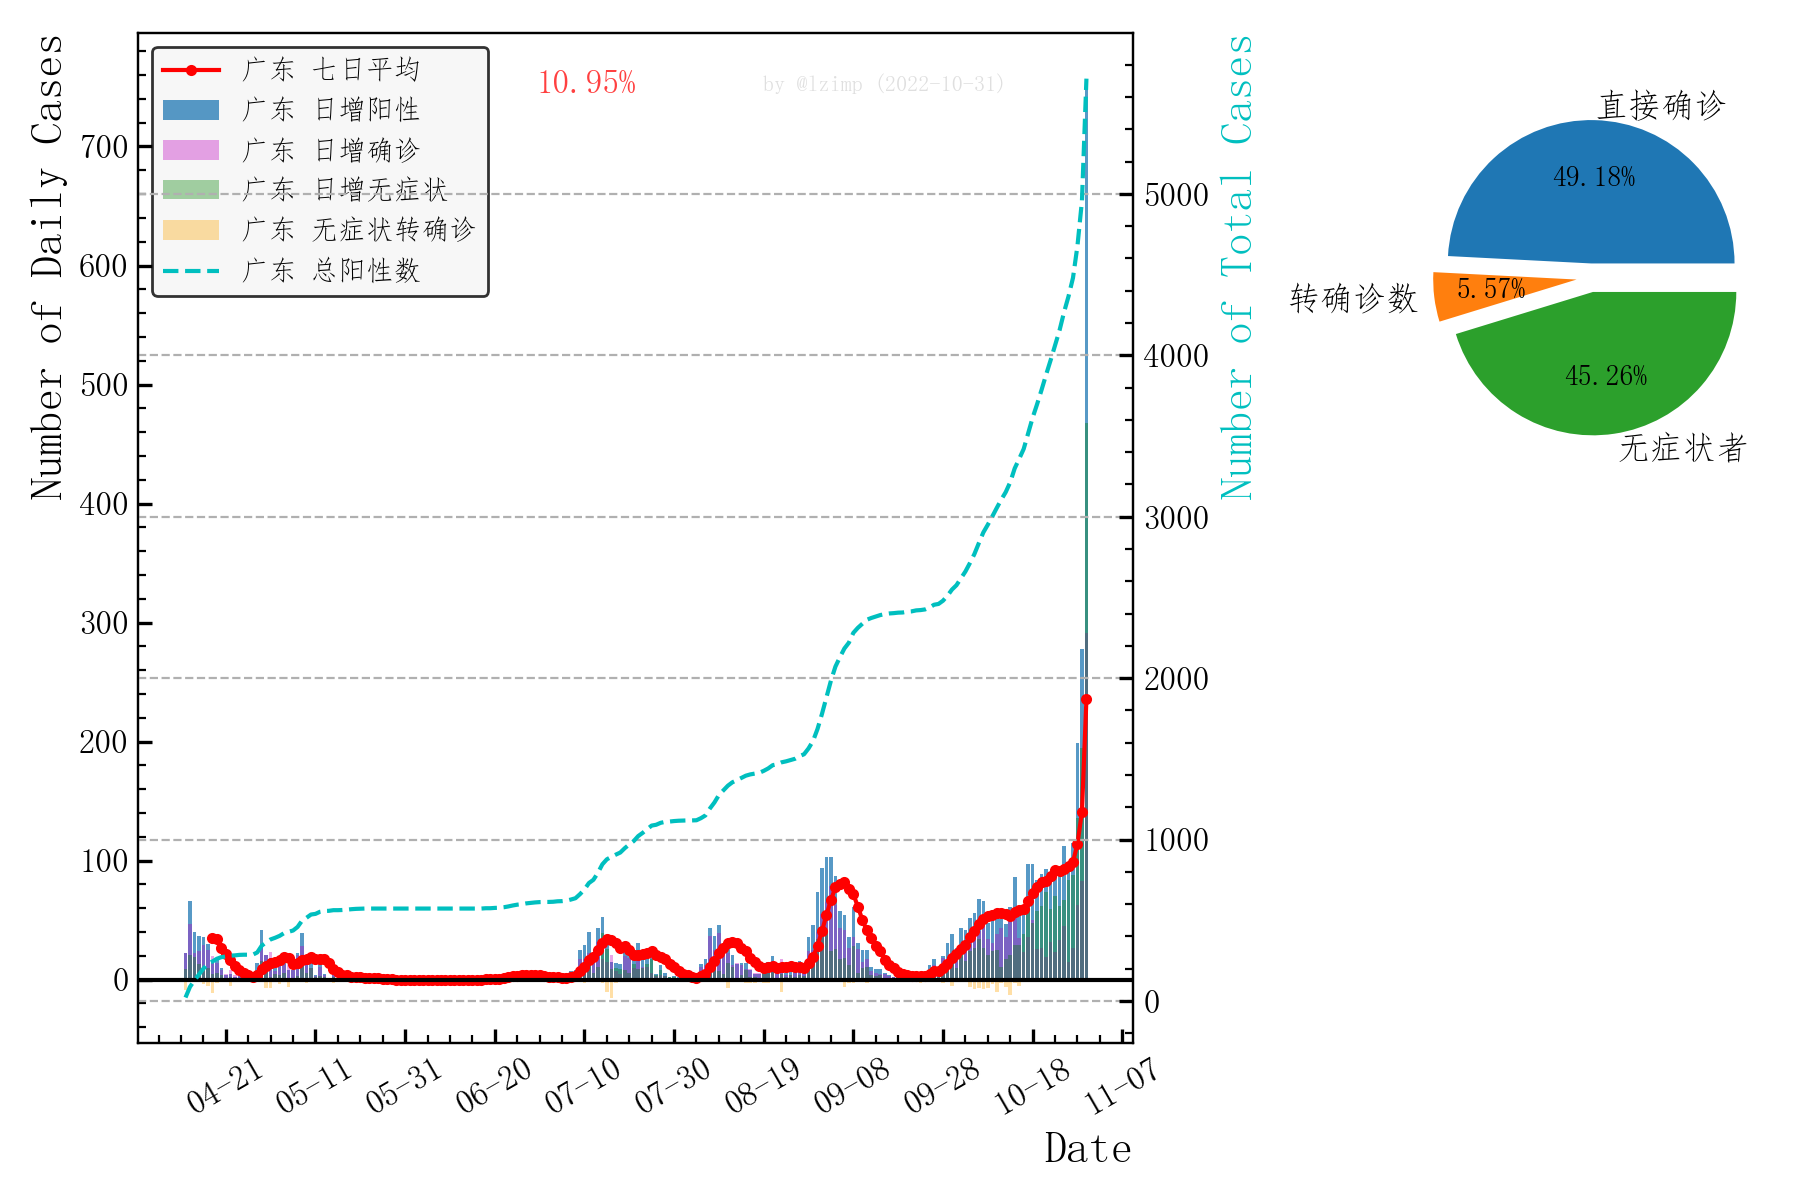 Number of Daily Cases
700
600
500
400
300
200
100
0
广东 七日平均
广东 日增阳性
广东 日增确诊
广东 日增无症状
广东 无症状转确诊
广东 总阳性数
10.95%
by @lzimp (2022-10-31)
5000
4000
3000
2000
1000
0
Number of Total Cases
04-21
05-11
05-31
06-20
07-10
07-30
08-19
09-08
09-28
10-18
11-07
Date
直接确诊
49.18%
转确诊数
5.57%
45.26%
无症状者